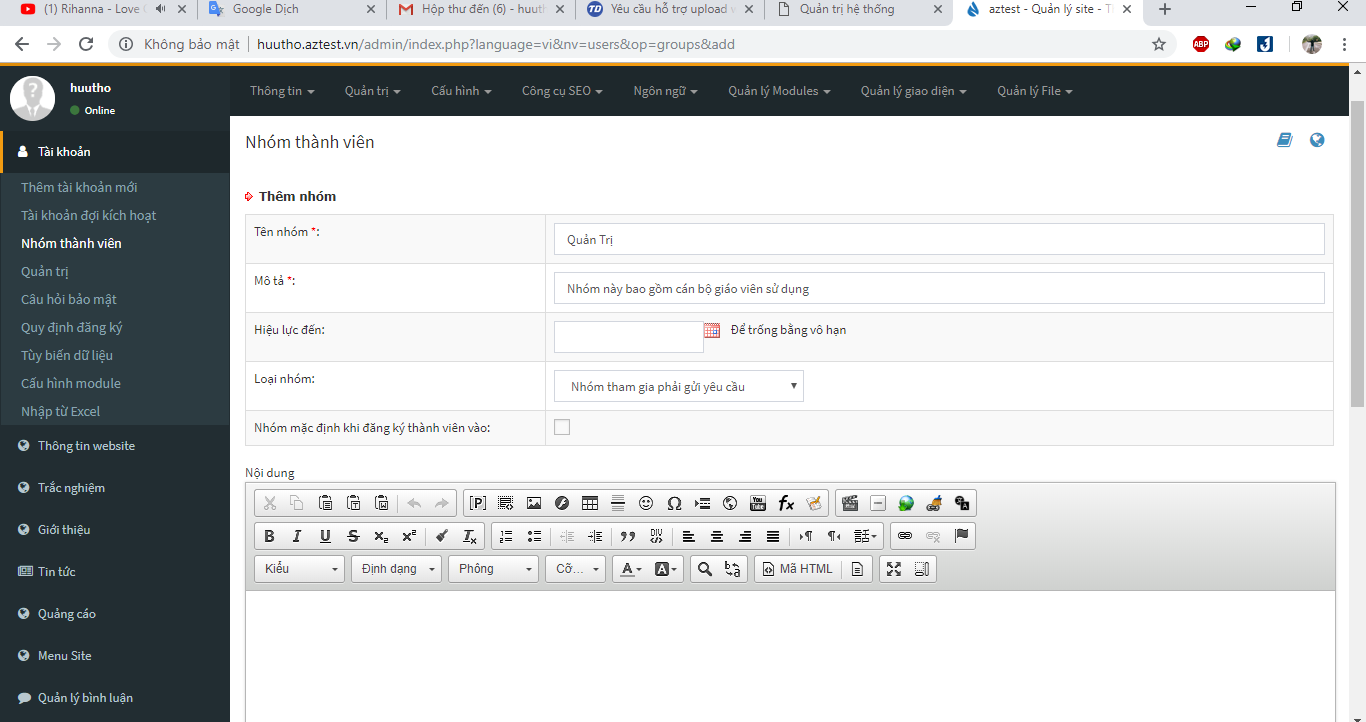 (1) Rihanna - Love
Google Dịch
Hộp thư đến (6) - huut
Yêu cầu hỗ trợ upload
Quản trị hệ thống
aztest - Quản lý site - T
Không bảo mật
huutho.aztest.vn/admin/index.php?language=vi&nv=users&op=groups&add
ABP
huutho
Online
Thông tin
Quản trị
Cấu hình
Công cụ SEO
Ngôn ngữ
Quản lý Modules
Quản lý giao diện
Quản lý File
Tài khoản
Thêm tài khoản mới
Tài khoản đợi kích hoạt
Nhóm thành viên
Quản trị
Câu hỏi bảo mật
Quy định đăng ký
Tùy biến dữ liệu
Cấu hình module
Nhập từ Excel
Thông tin website
Trắc nghiệm
Giới thiệu
Tin tức
Quảng cáo
Menu Site
Quản lý bình luận
Nhóm thành viên
Thêm nhóm
Tên nhóm *:
Quản Trị
Mô tả *:
Nhóm này bao gồm cán bộ giáo viên sử dụng
Hiệu lực đến:
Để trống bằng vô hạn
Loại nhóm:
Nhóm tham gia phải gửi yêu cầu
Nhóm mặc định khi đăng ký thành viên vào:
Nội dung
Kiểu
Định dạng
Phông
Cỡ...
Mã HTML